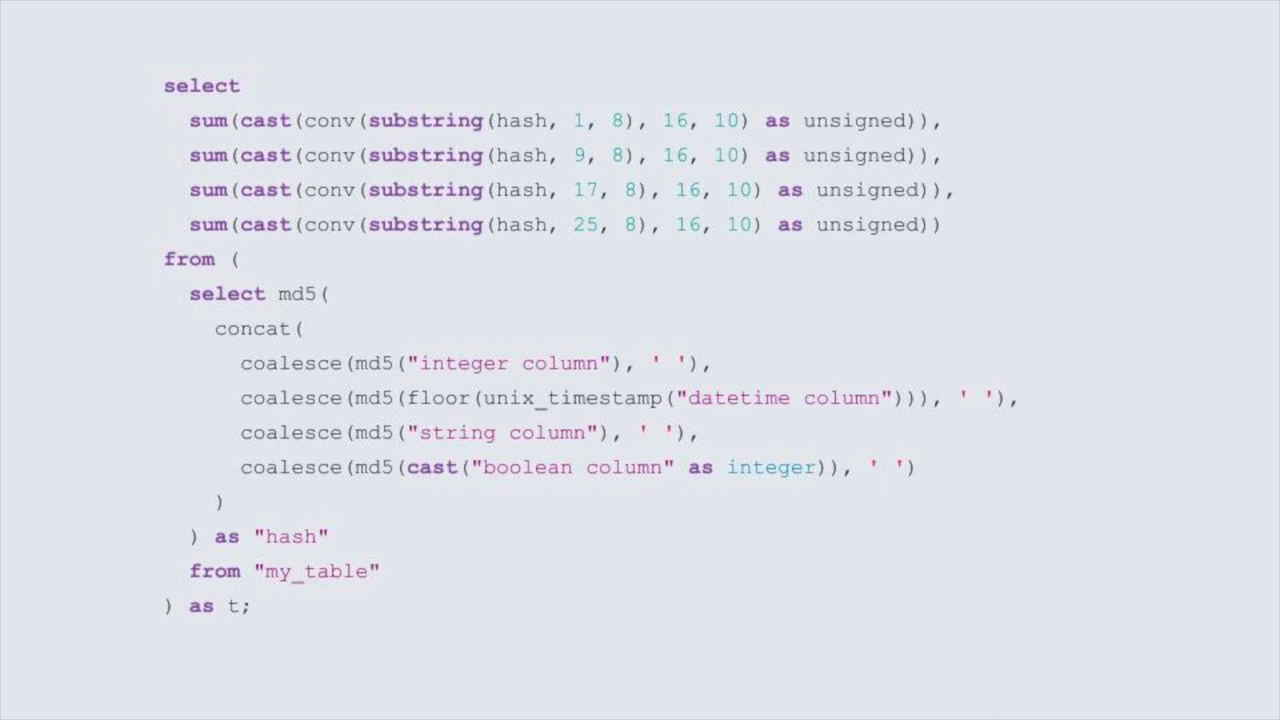 select
sum(cast(conv(substring(hash, 1, 8), 16, 10) as unsigned)),
sum(cast(conv(substring(hash, 9, 8), 16, 10) as unsigned)),
sum(cast(conv(substring(hash, 17, 8), 16, 10) as unsigned)),
sum(cast(conv(substring(hash, 25, 8), 16, 10) as unsigned))
from (
select md5(
concat(
coalesce(md5("integer column"), ' '),
coalesce(md5(floor(unix_timestamp("datetime column"))), ' '),
coalesce(md5("string column"), ' '),
coalesce(md5(cast("boolean column" as integer)), ' ')
)
) as "hash"
from "my_table"
) as t;